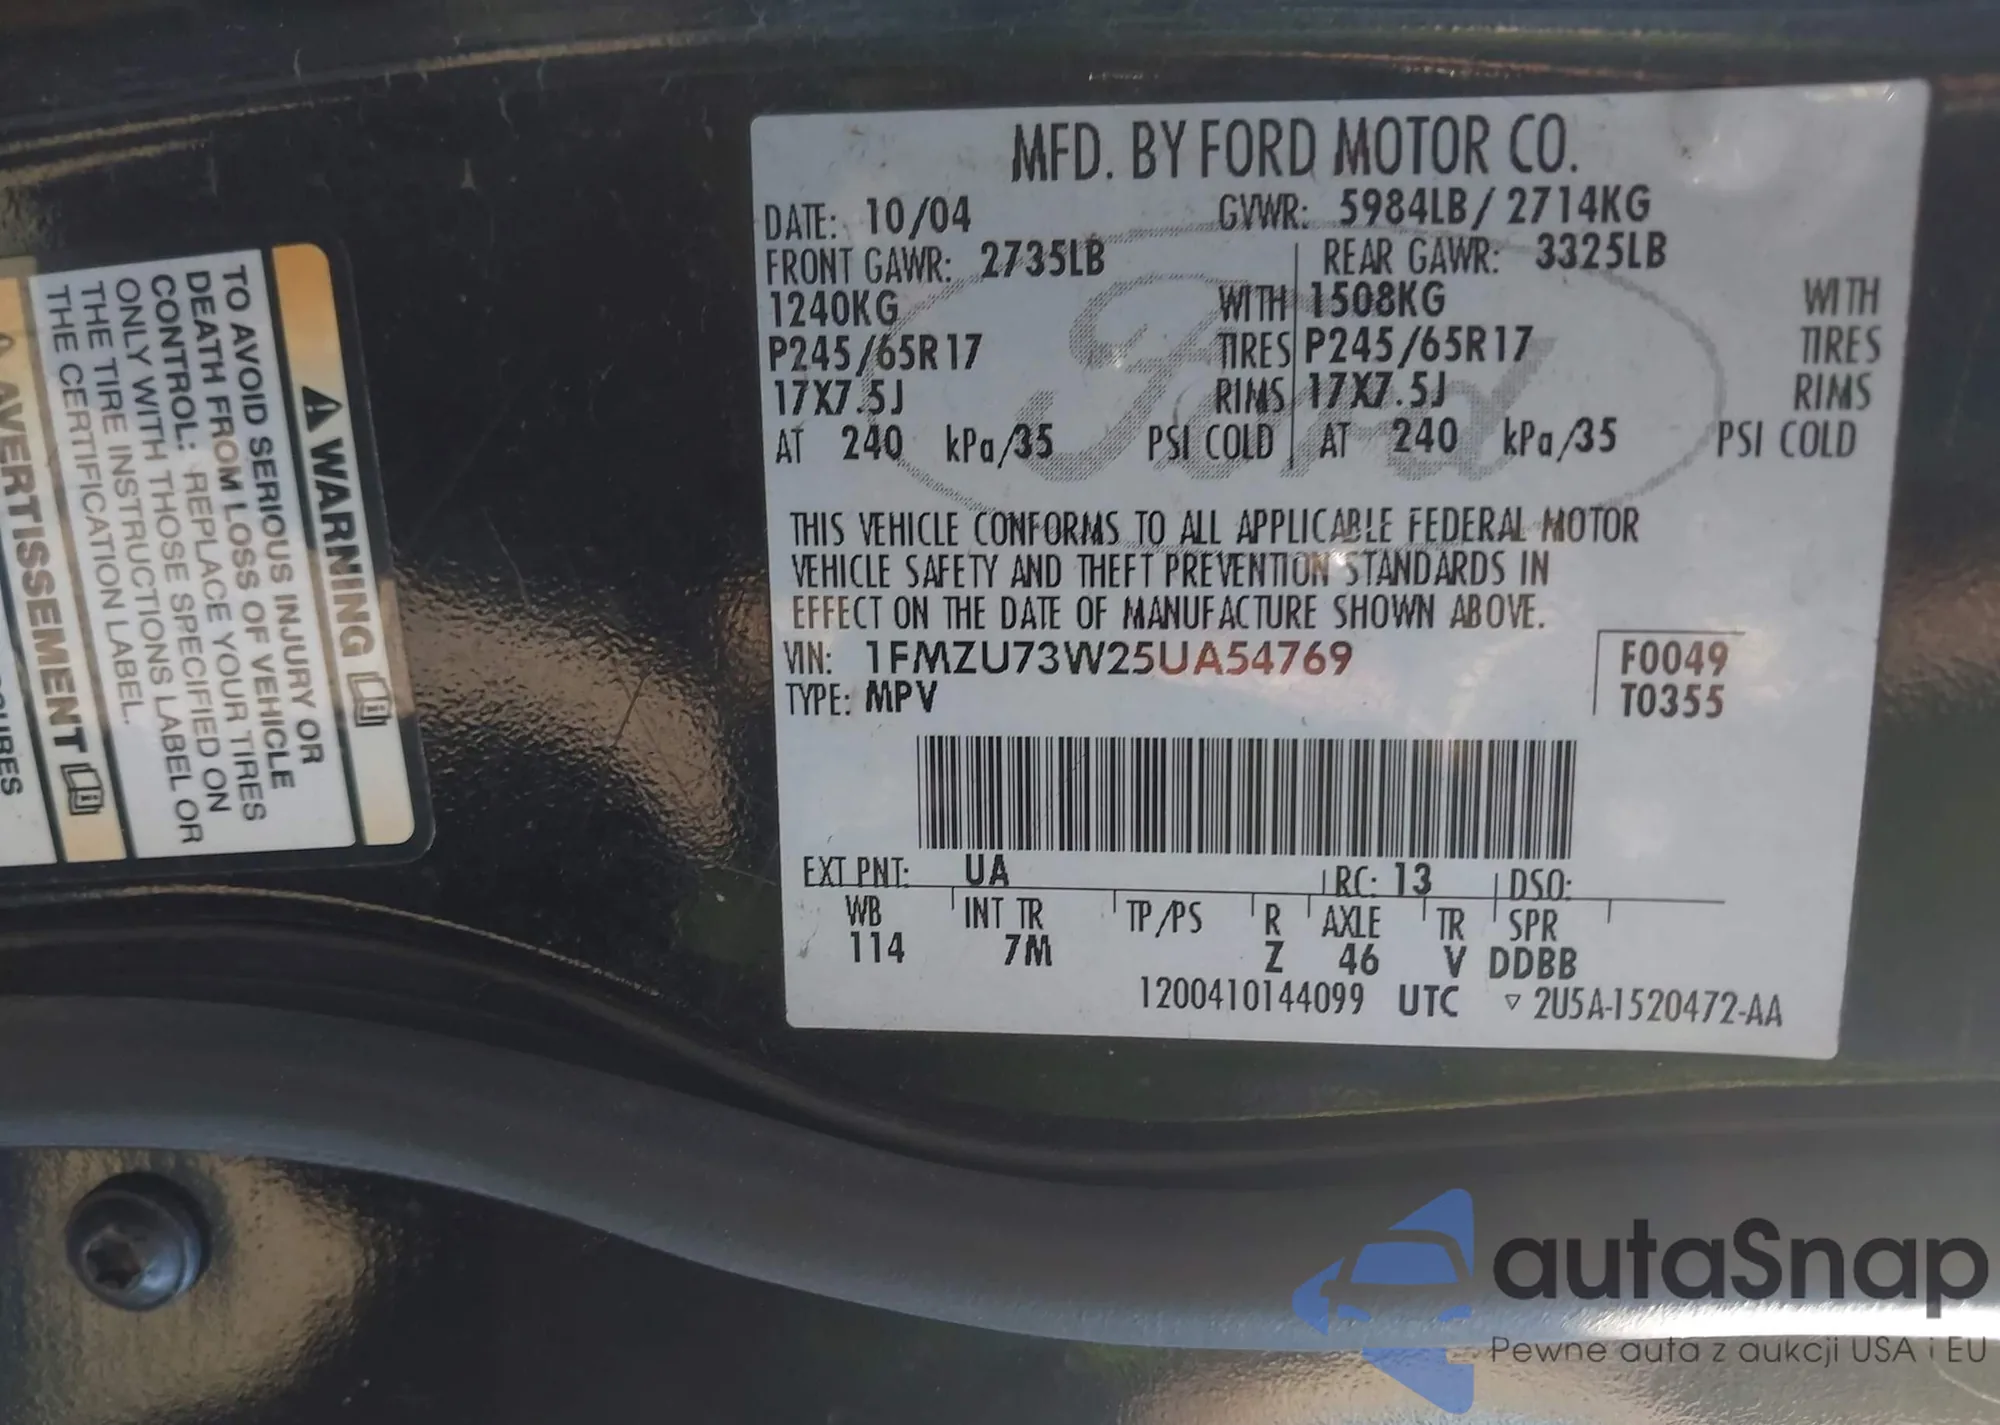 MFD. BY FORD MOTOR CO.
DATE: 10/04 GVWR: 5984LB/2714KG
FRONT GAWR: 2735LB REAR GAWR: 3325LB
1240KG WITH 1508KG WITH
P245/65R17 TIRES P245/65R17 TIRES
17X7.5J RIMS 17X7.5J RIMS
AT 240 kPa/35 PSI COLD AT 240 kPa/35 PSI COLD
Ford
THIS VEHICLE CONFORMS TO ALL APPLICABLE FEDERAL MOTOR
VEHICLE SAFETY AND THEFT PREVENTION STANDARDS IN
EFFECT ON THE DATE OF MANUFACTURE SHOWN ABOVE.
VIN: 1FMZU73W25UA54769 F0049
TYPE: MPV T0355
EXT PNT: UA RC: 13 DSO:
WB INT TR TP/PS R AXLE TR SPR
114 7M Z 46 V DDBB
1200410144099 UTC ▽ 2U5A-1520472-AA
⚠ WARNING
TO AVOID SERIOUS INJURY OR
DEATH FROM LOSS OF VEHICLE
CONTROL: REPLACE YOUR TIRES
ONLY WITH THOSE SPECIFIED ON
THE TIRE INSTRUCTIONS LABEL OR
THE CERTIFICATION LABEL.
⚠ AVERTISSEMENT
autaSnap
Pewne auta z aukcji USA i EU